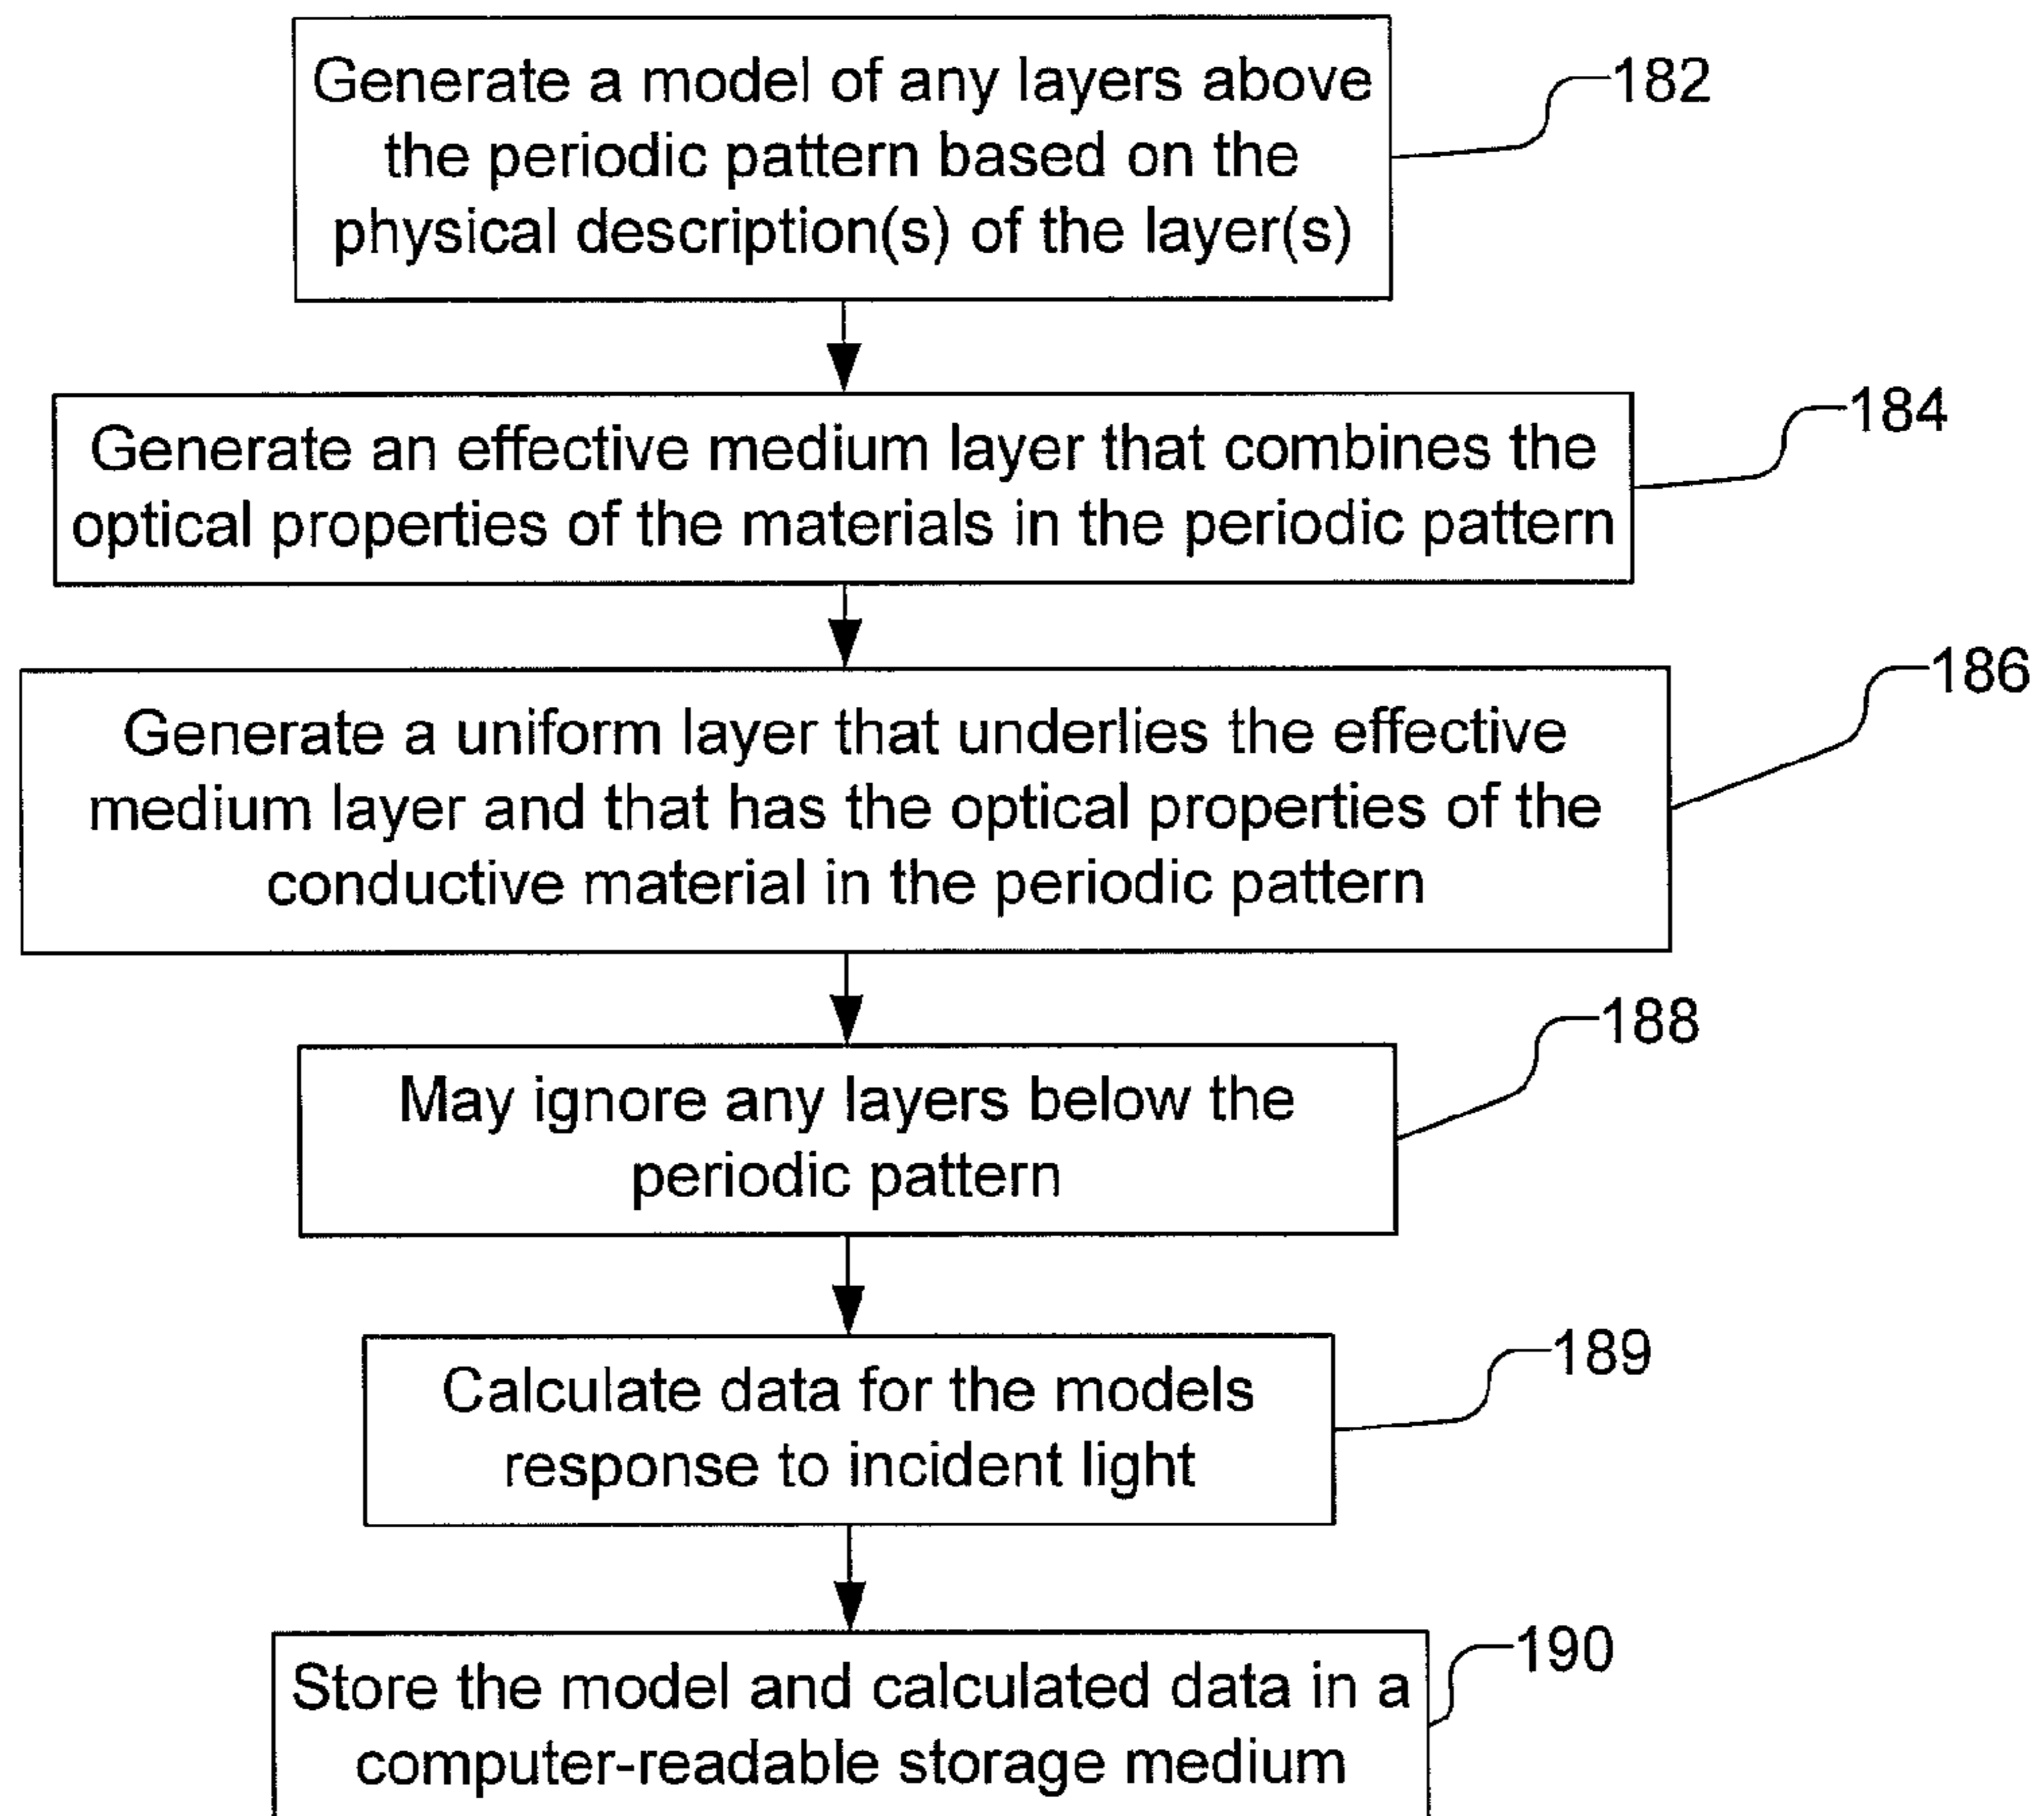 Generate a model of any layers above
the periodic pattern based on the
physical description(s) of the layer(s)
182
Generate an effective medium layer that combines the
optical properties of the materials in the periodic pattern
184
Generate a uniform layer that underlies the effective
medium layer and that has the optical properties of the
conductive material in the periodic pattern
186
May ignore any layers below the
periodic pattern
188
Calculate data for the models
response to incident light
189
Store the model and calculated data in a
computer-readable storage medium
190